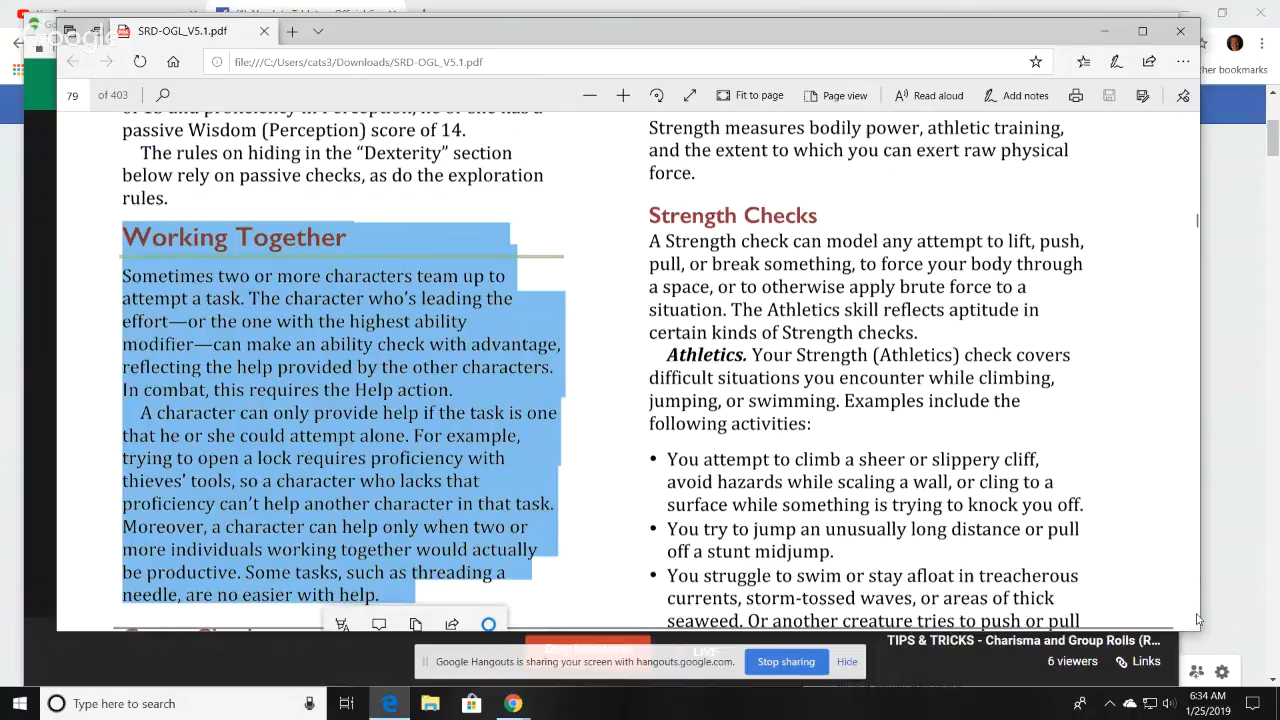 Google
SRD-OGL_V5.1.pdf
file:///C:/Users/cats3/Downloads/SRD-OGL_V5.1.pdf
her bookmarks
79 of 403
Fit to page
Page view
Read aloud
Add notes
passive Wisdom (Perception) score of 14.
The rules on hiding in the “Dexterity” section
below rely on passive checks, as do the exploration
rules.
Working Together
Sometimes two or more characters team up to
attempt a task. The character who’s leading the
effort—or the one with the highest ability
modifier—can make an ability check with advantage,
reflecting the help provided by the other characters.
In combat, this requires the Help action.
A character can only provide help if the task is one
that he or she could attempt alone. For example,
trying to open a lock requires proficiency with
thieves’ tools, so a character who lacks that
proficiency can’t help another character in that task.
Moreover, a character can help only when two or
more individuals working together would actually
be productive. Some tasks, such as threading a
needle, are no easier with help.
Strength measures bodily power, athletic training,
and the extent to which you can exert raw physical
force.
Strength Checks
A Strength check can model any attempt to lift, push,
pull, or break something, to force your body through
a space, or to otherwise apply brute force to a
situation. The Athletics skill reflects aptitude in
certain kinds of Strength checks.
Athletics. Your Strength (Athletics) check covers
difficult situations you encounter while climbing,
jumping, or swimming. Examples include the
following activities:
• You attempt to climb a sheer or slippery cliff,
avoid hazards while scaling a wall, or cling to a
surface while something is trying to knock you off.
• You try to jump an unusually long distance or pull
off a stunt midjump.
• You struggle to swim or stay afloat in treacherous
currents, storm-tossed waves, or areas of thick
seaweed. Or another creature tries to push or pull
TIPS & TRICKS - Charisma and Group Rolls (R...
LIVE
6 viewers
Links
Google Hangouts is sharing your screen with hangouts.google.com.
Stop sharing
Hide
Type here to search
6:34 AM
1/25/2019